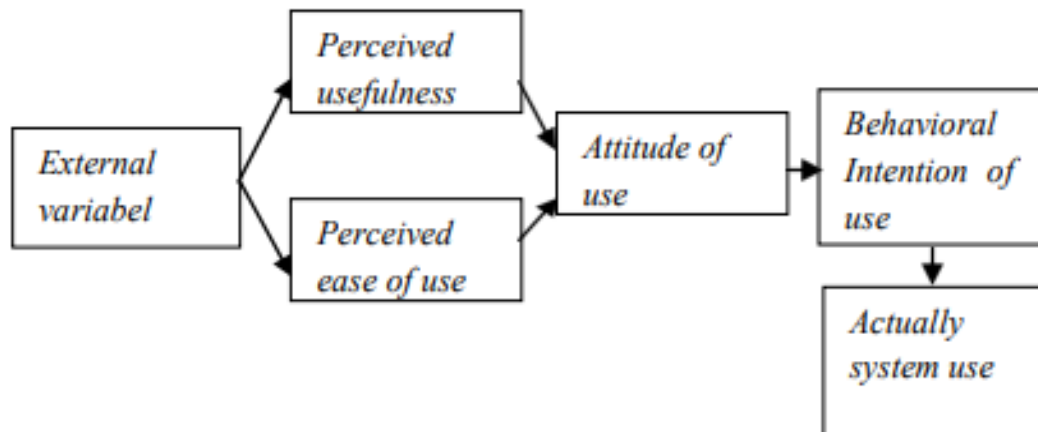 Perceived
usefulness
External
variabel
Perceived
ease of use
Attitude of
use
Behavioral
Intention of
use
Actually
system use